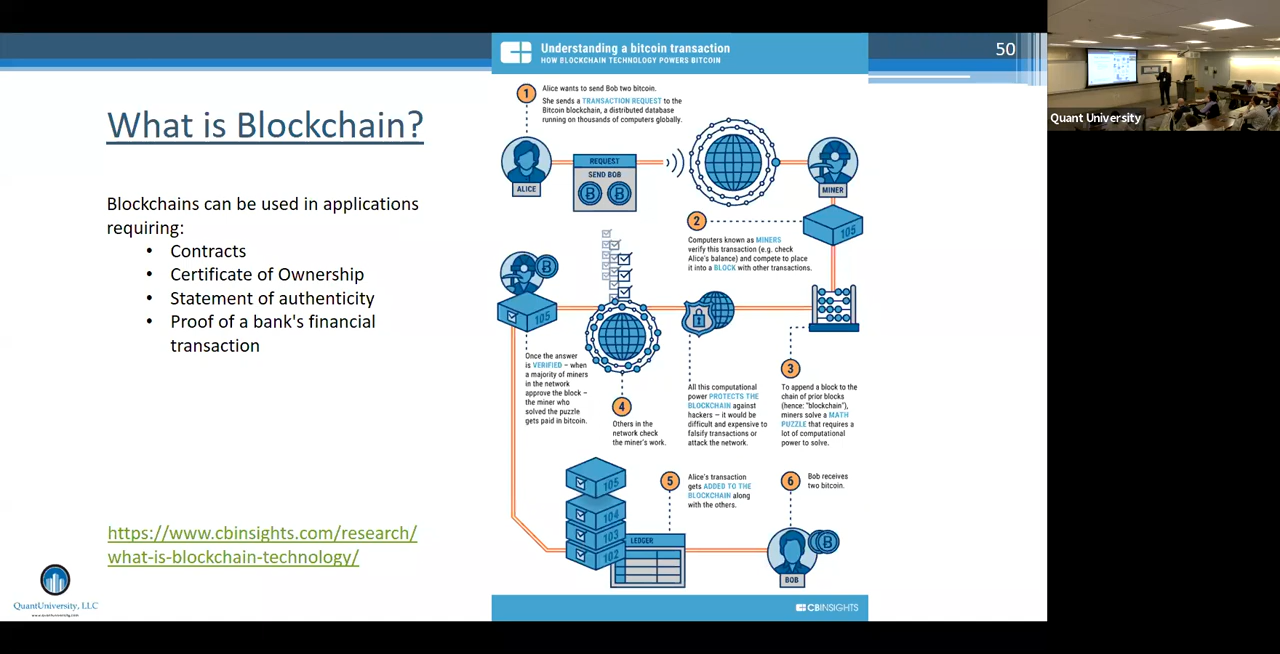 50
What is Blockchain?
Blockchains can be used in applications
requiring:
• Contracts
• Certificate of Ownership
• Statement of authenticity
• Proof of a bank's financial
transaction
https://www.cbinsights.com/research/
what-is-blockchain-technology/
QuantUniversity, LLC
www.quantuniversity.com
Understanding a bitcoin transaction
HOW BLOCKCHAIN TECHNOLOGY POWERS BITCOIN
1
Alice wants to send Bob two bitcoin.
She sends a TRANSACTION REQUEST to the
Bitcoin blockchain, a distributed database
running on thousands of computers globally.
ALICE
REQUEST
SEND BOB
MINER
105
2
Computers known as MINERS
verify this transaction (e.g. check
Alice's balance) and compete to place
it into a BLOCK with other transactions.
3
To append a block to the
chain of prior blocks
(hence: "blockchain"),
miners solve a MATH
PUZZLE that requires a
lot of computational
power to solve.
All this computational
power PROTECTS THE
BLOCKCHAIN against
hackers – it would be
difficult and expensive to
falsify transactions or
attack the network.
4
Others in the
network check
the miner's work.
105
Once the answer
is VERIFIED – when
a majority of miners
in the network
approve the block –
the miner who
solved the puzzle
gets paid in bitcoin.
5
Alice's transaction
gets ADDED TO THE
BLOCKCHAIN along
with the others.
105
104
103
102
LEDGER
6
Bob receives
two bitcoin.
BOB
CBINSIGHTS
Quant University